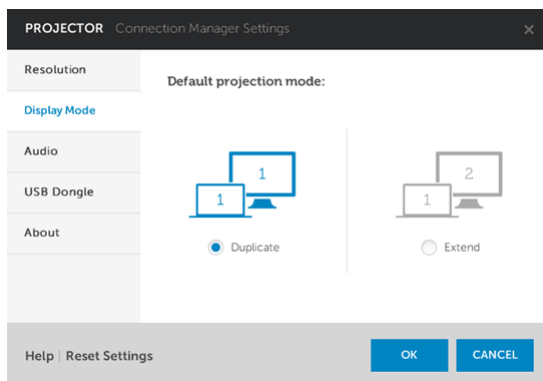 PROJECTOR Connection Manager Settings
Resolution
Display Mode
Audio
USB Dongle
About
Default projection mode:
1
1
Duplicate
2
1
Extend
Help | Reset Settings
OK
CANCEL